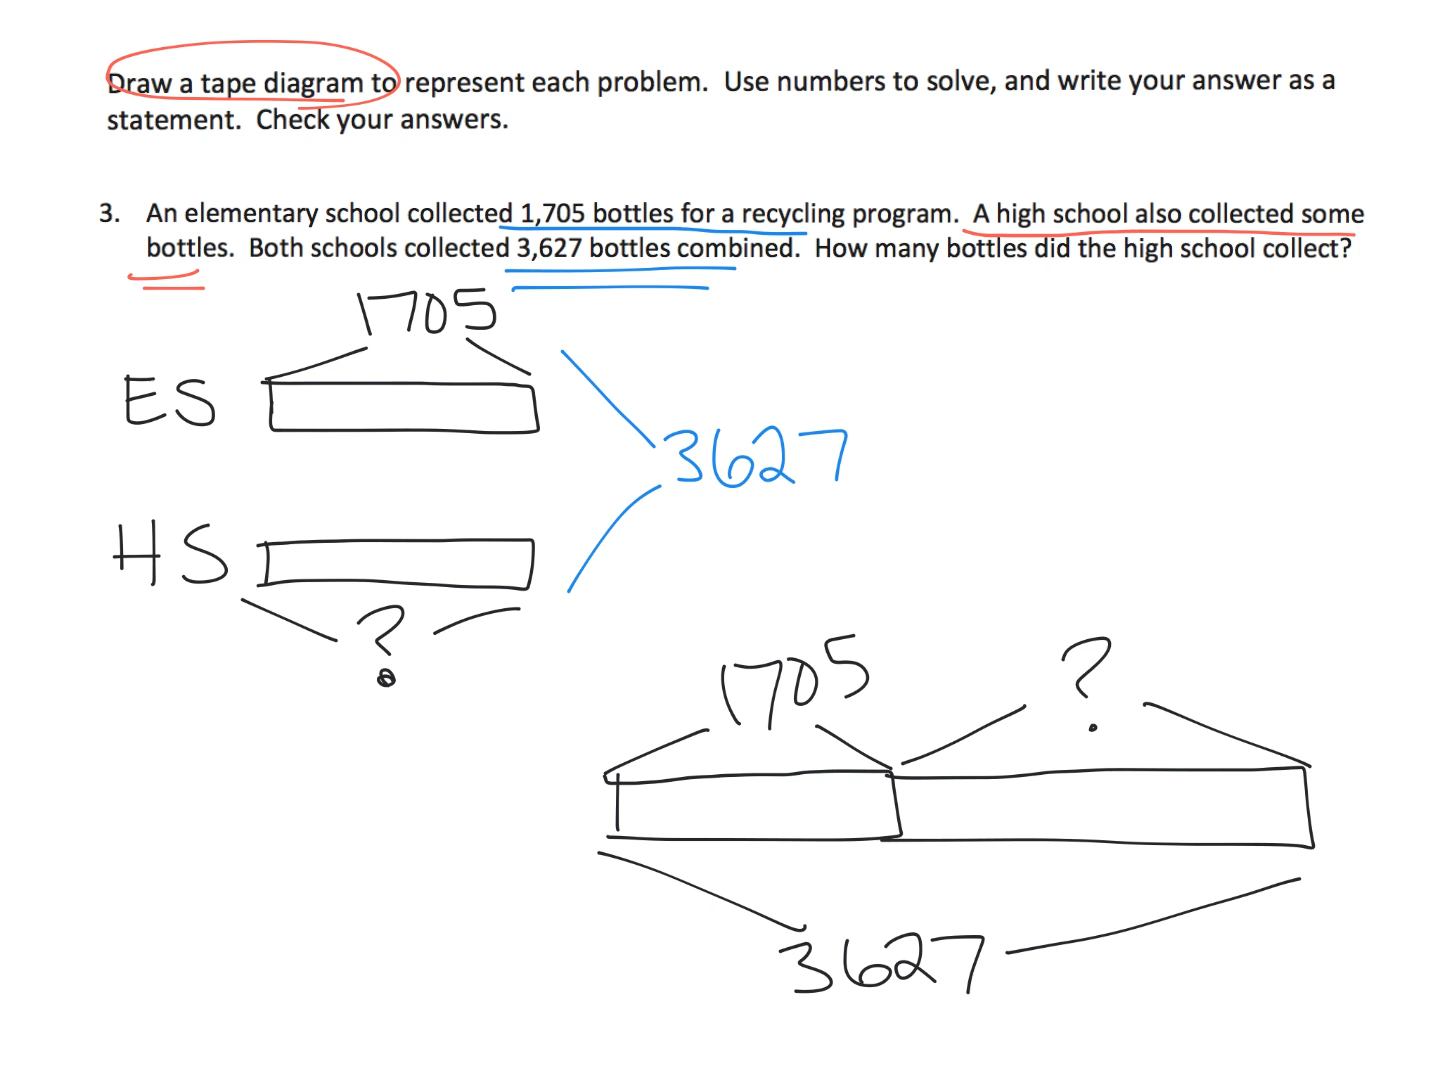 Draw a tape diagram to represent each problem. Use numbers to solve, and write your answer as a
statement. Check your answers.
3. An elementary school collected 1,705 bottles for a recycling program. A high school also collected some
bottles. Both schools collected 3,627 bottles combined. How many bottles did the high school collect?
1705
ES
3627
HS
?
1705 ?
3627